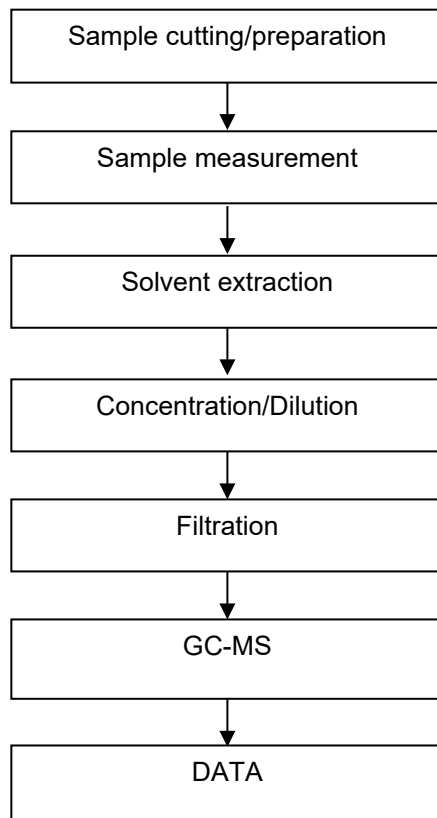 Sample cutting/preparation
Sample measurement
Solvent extraction
Concentration/Dilution
Filtration
GC-MS
DATA